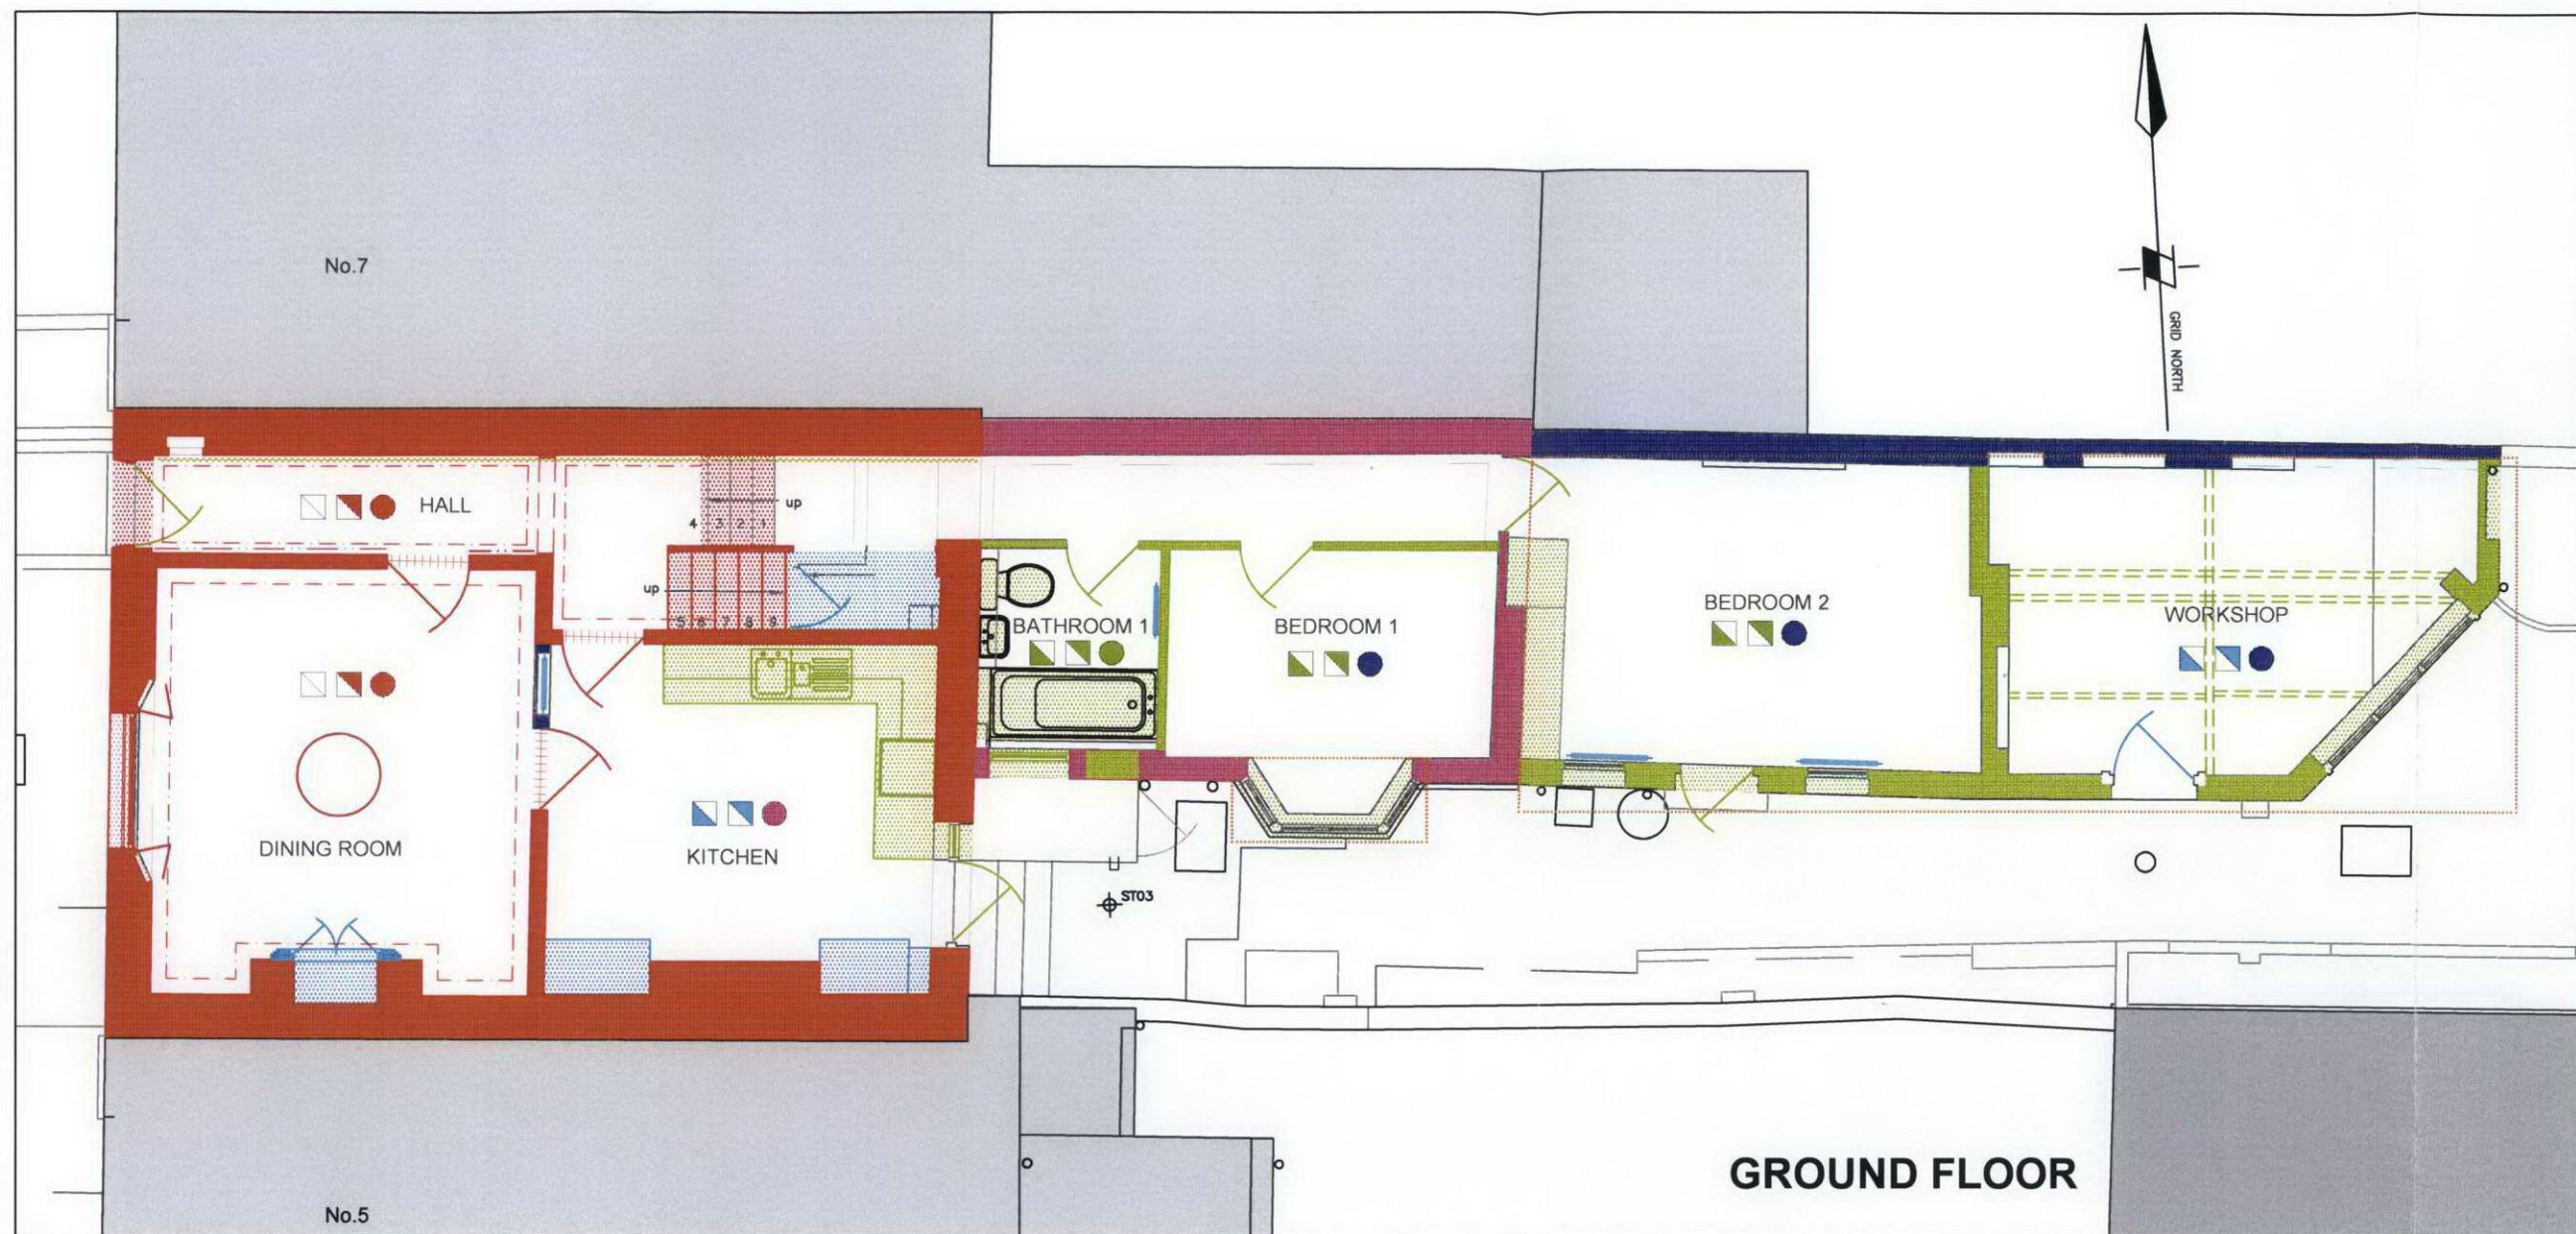 No.7
GRID NORTH
HALL
up
4 3 2 1
up
5 6 7 8 9
BATHROOM 1
BEDROOM 1
BEDROOM 2
WORKSHOP
DINING ROOM
KITCHEN
ST03
GROUND FLOOR
No.5